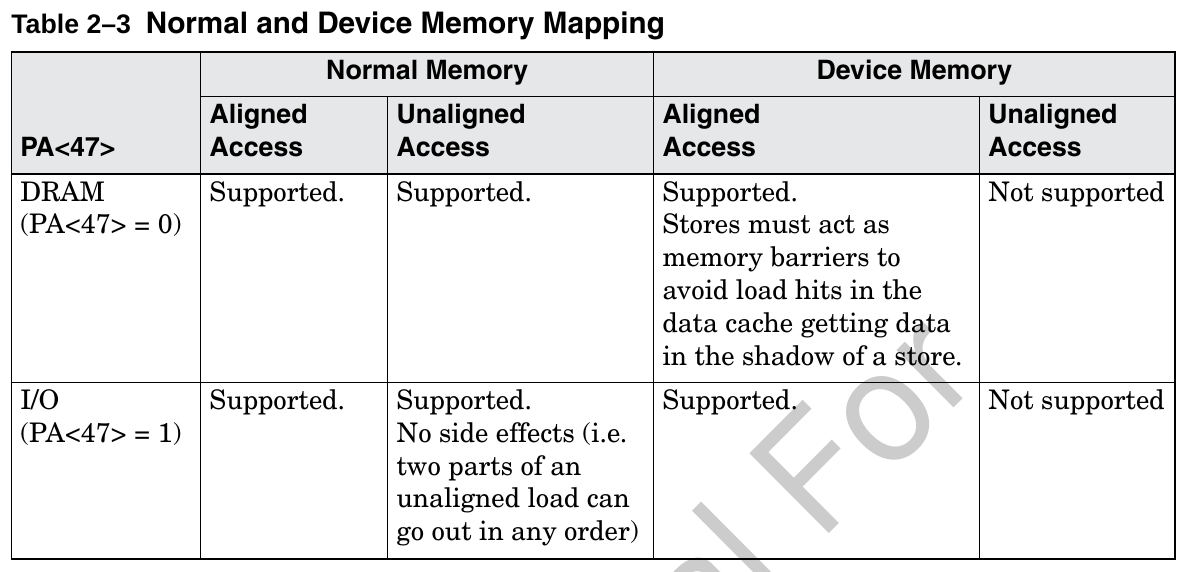 Table 2–3 Normal and Device Memory Mapping
Normal Memory Device Memory
PA<47>
Aligned
Access
Unaligned
Access
Aligned
Access
Unaligned
Access
DRAM
(PA<47> = 0)
Supported.
Supported.
Supported.
Stores must act as
memory barriers to
avoid load hits in the
data cache getting data
in the shadow of a store.
Not supported
I/O
(PA<47> = 1)
Supported.
Supported.
No side effects (i.e.
two parts of an
unaligned load can
go out in any order)
Supported.
Not supported
For